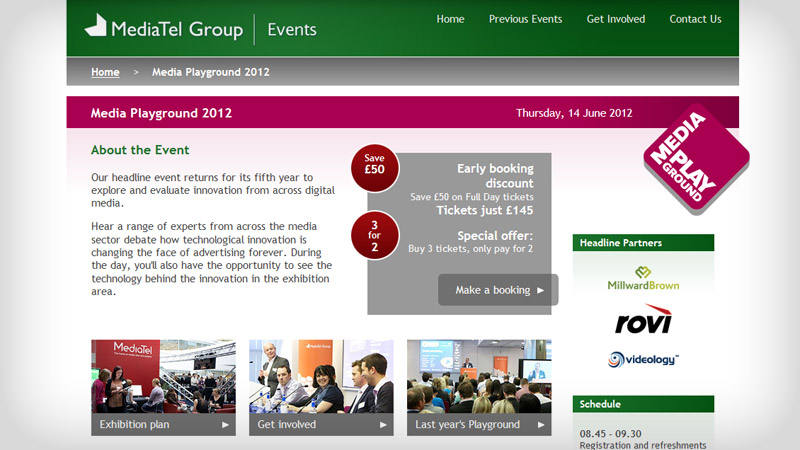 MediaTel Group
Events
Home
Previous Events
Get Involved
Contact Us
Home > Media Playground 2012
Media Playground 2012
Thursday, 14 June 2012
MEDIA
PLAY
GROUND
About the Event
Our headline event returns for its fifth year to
explore and evaluate innovation from across digital
media.
Hear a range of experts from across the media
sector debate how technological innovation is
changing the face of advertising forever. During
the day, you'll also have the opportunity to see the
technology behind the innovation in the exhibition
area.
Save
£50
Early booking
discount
Save £50 on Full Day tickets
Tickets just £145
3
for
2
Special offer:
Buy 3 tickets, only pay for 2
Make a booking
Headline Partners
MillwardBrown
rovi
videology™
MediaTel
Exhibition plan
Get involved
Last year's Playground
Schedule
08.45 - 09.30
Registration and refreshments